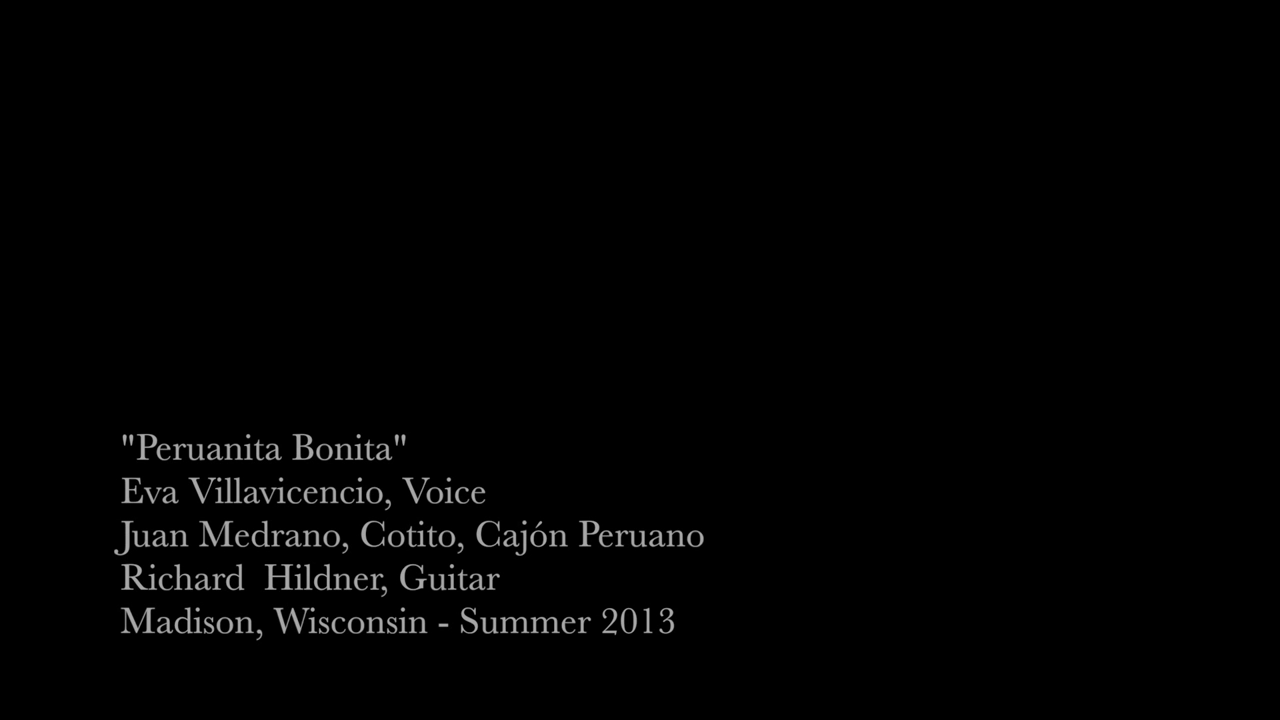 "Peruanita Bonita"
Eva Villavicencio, Voice
Juan Medrano, Cotito, Cajón Peruano
Richard  Hildner, Guitar
Madison, Wisconsin - Summer 2013